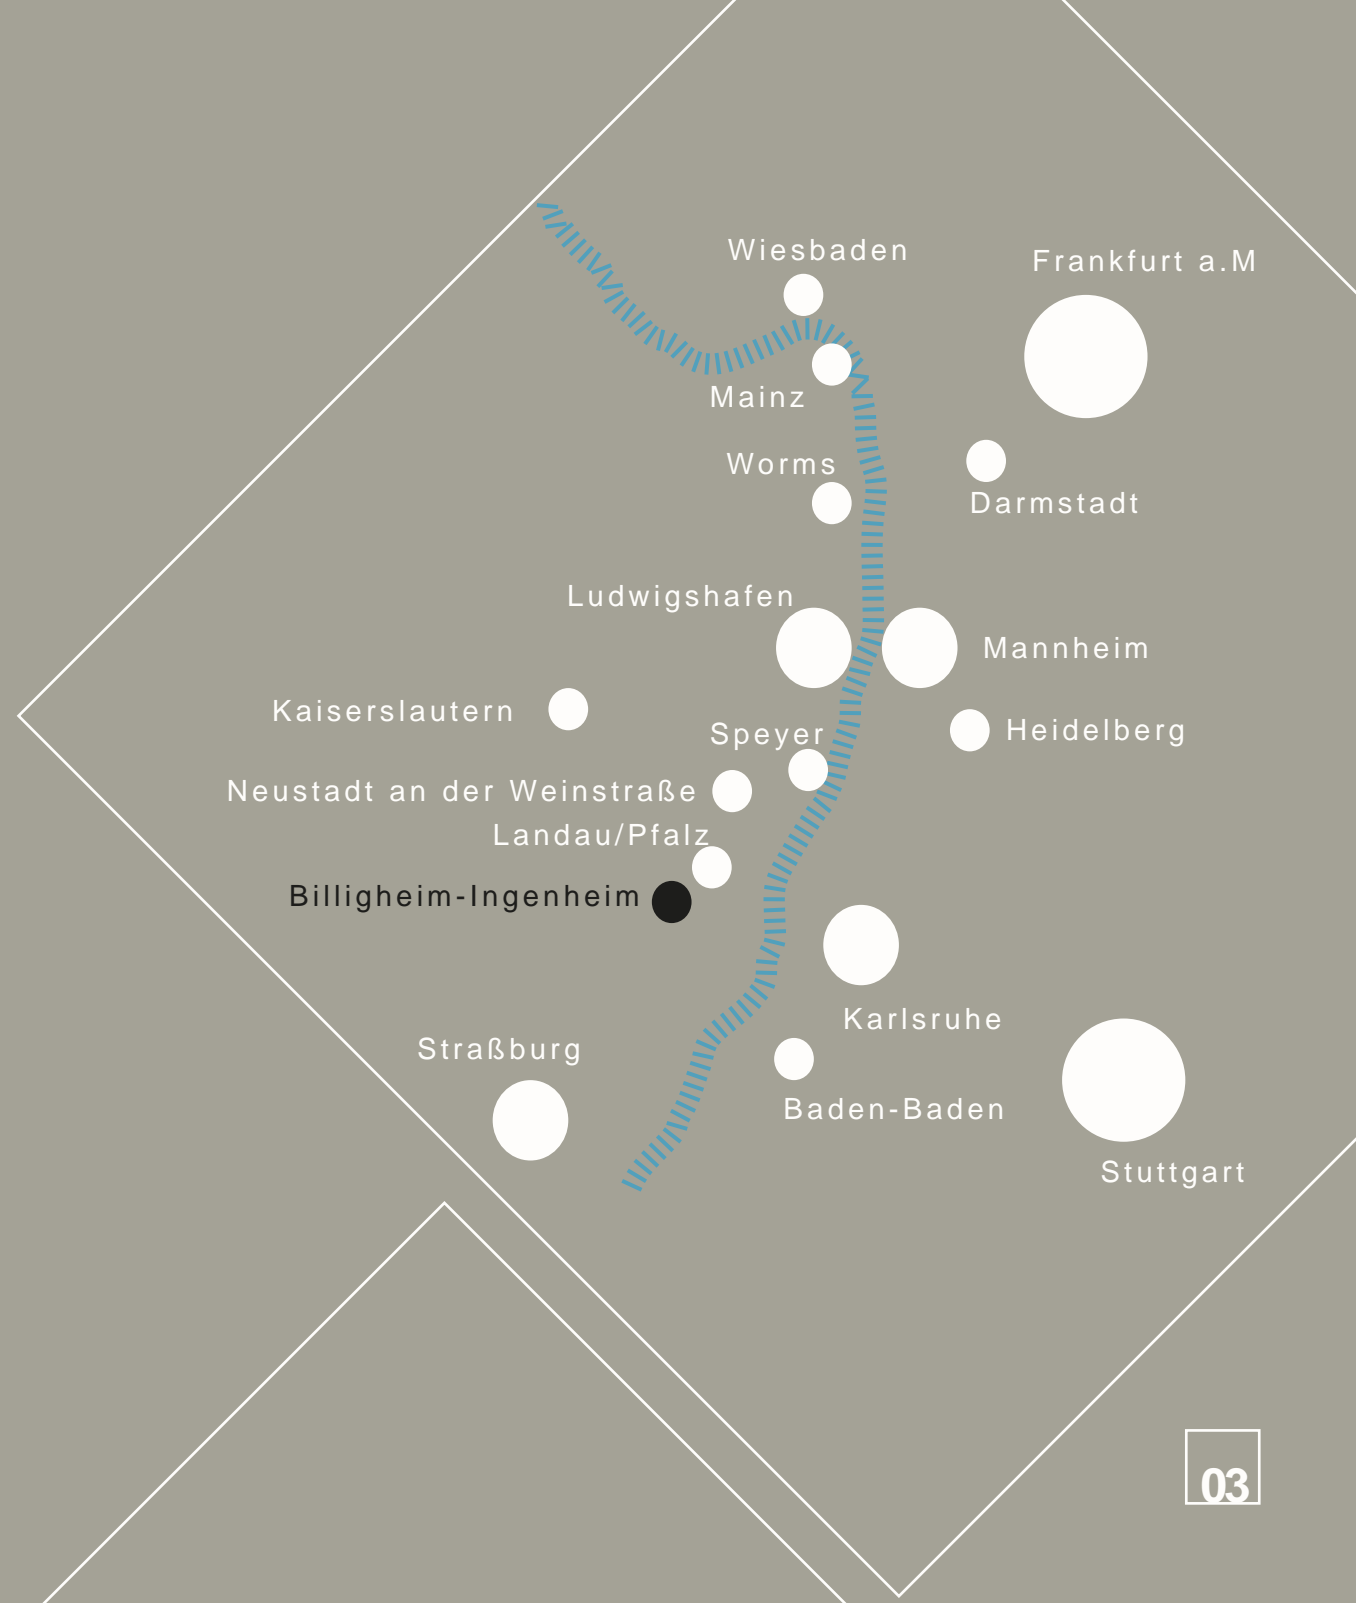 Wiesbaden
Frankfurt a.M
Mainz
Worms
Darmstadt
Ludwigshafen
Mannheim
Kaiserslautern
Speyer
Heidelberg
Neustadt an der Weinstraße
Landau/Pfalz
Billigheim-Ingenheim
Karlsruhe
Straßburg
Baden-Baden
Stuttgart
03